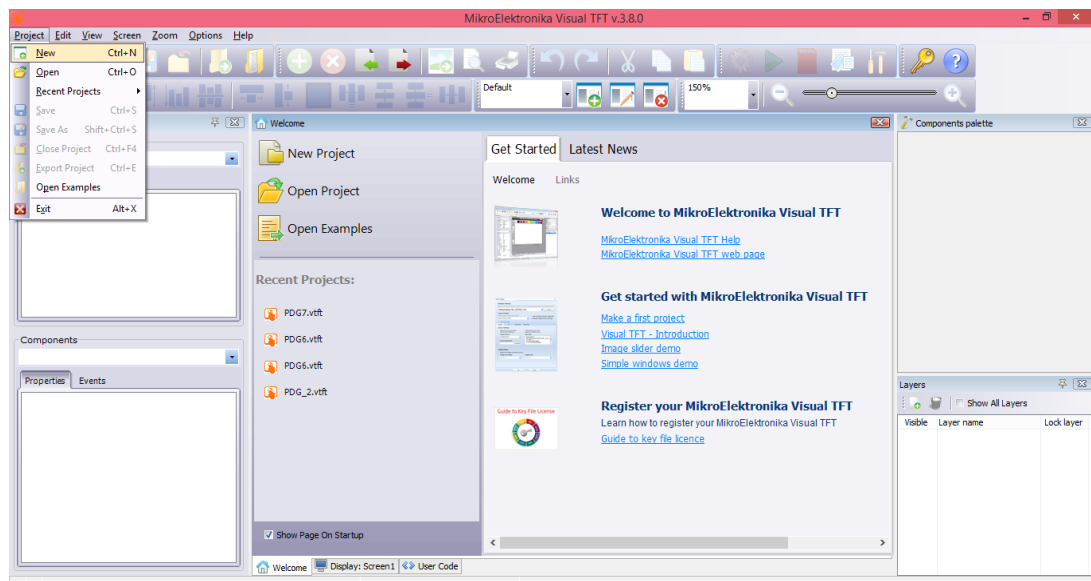 MikroElektronika Visual TFT v.3.8.0
Project Edit View Screen Zoom Options Help
New Ctrl+N
Open Ctrl+O
Recent Projects
Save Ctrl+S
Save As Shift+Ctrl+S
Close Project Ctrl+F4
Export Project Ctrl+E
Open Examples
Exit Alt+X
Default
150%
Welcome
New Project
Open Project
Open Examples
Recent Projects:
PDG7.vtft
PDG6.vtft
PDG6.vtft
PDG_2.vtft
Show Page On Startup
Components
Properties Events
Get Started Latest News
Welcome Links
Welcome to MikroElektronika Visual TFT
MikroElektronika Visual TFT Help
MikroElektronika Visual TFT web page
Get started with MikroElektronika Visual TFT
Make a first project
Visual TFT - Introduction
Image slider demo
Simple windows demo
Guide to Key File License
Register your MikroElektronika Visual TFT
Learn how to register your MikroElektronika Visual TFT
Guide to key file licence
Components palette
Layers
Show All Layers
Visible Layer name Lock layer
Welcome Display: Screen1 User Code